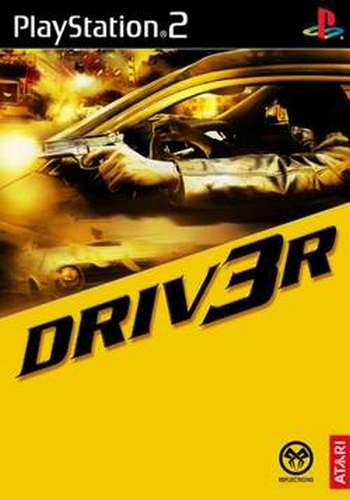 PlayStation®2
DRIV3R
REFLECTIONS
ATARI